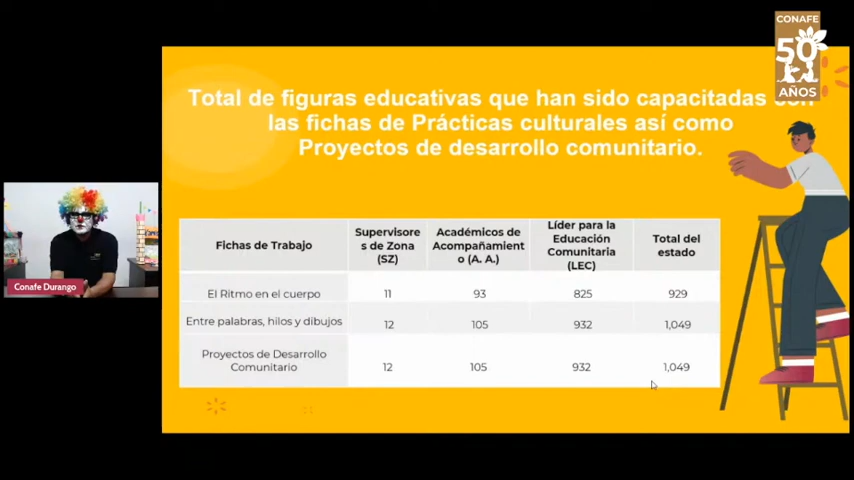 CONAFE
50
AÑOS
Total de figuras educativas que han sido capacitadas con
las fichas de Prácticas culturales así como
Proyectos de desarrollo comunitario.
Fichas de Trabajo
Supervisore
s de Zona
(SZ)
Académicos de
Acompañamient
o (A. A.)
Líder para la
Educación
Comunitaria
(LEC)
Total del
estado
El Ritmo en el cuerpo 11 93 825 929
Entre palabras, hilos y dibujos 12 105 932 1,049
Proyectos de Desarrollo
Comunitario 12 105 932 1,049
Conafe Durango